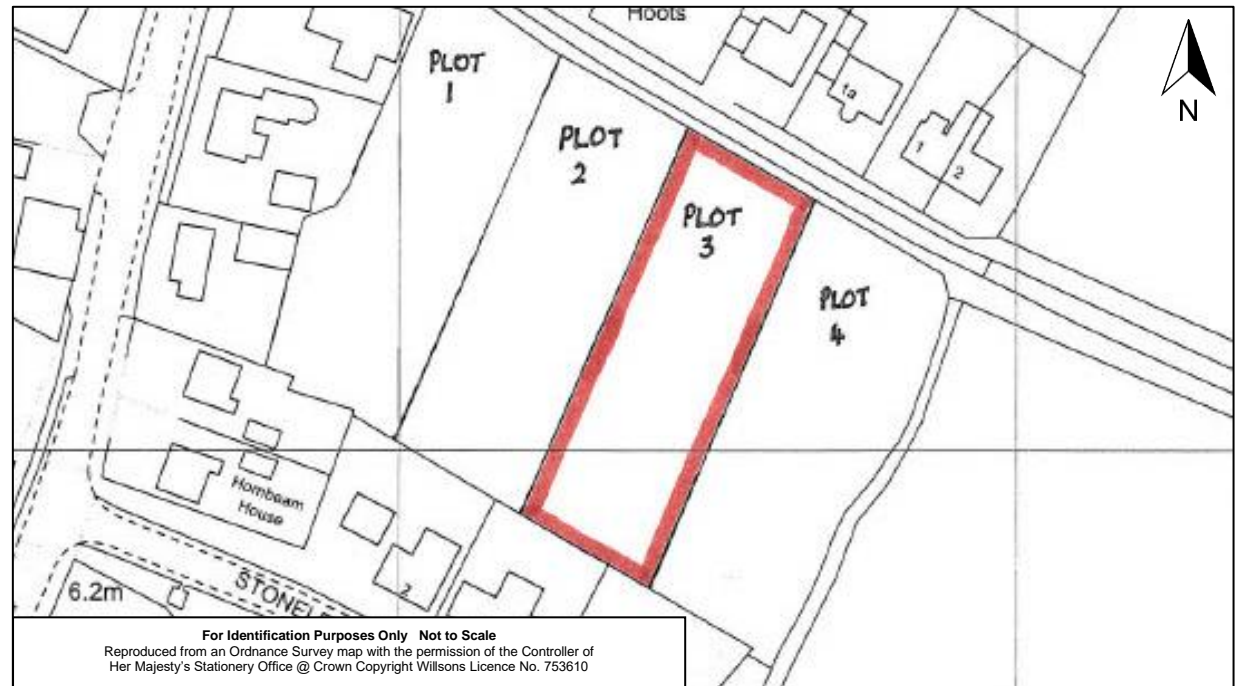 Hoots
N
PLOT
1
PLOT
2
PLOT
3
PLOT
4
1a
1
2
Hornbeam
House
2
6.2m
For Identification Purposes Only Not to Scale
Reproduced from an Ordnance Survey map with the permission of the Controller of
Her Majesty's Stationery Office @ Crown Copyright Willsons Licence No. 753610